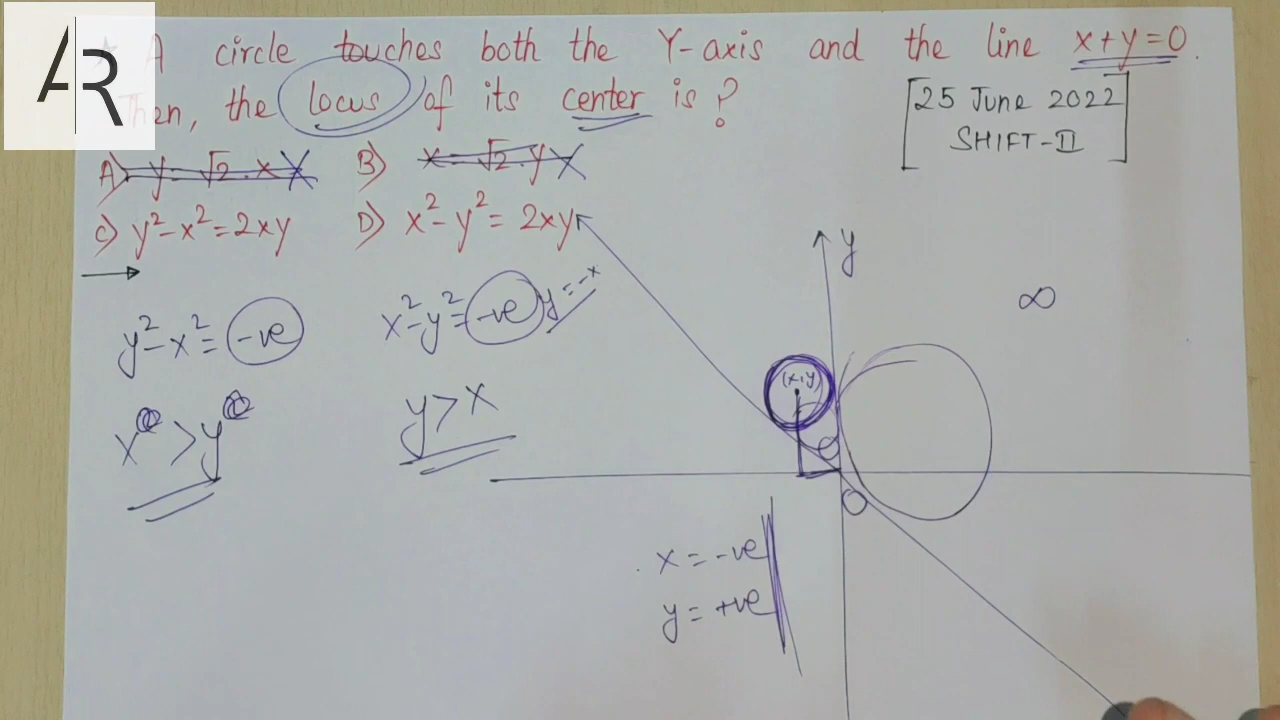 AR
A circle touches both the Y-axis and the line x+y=0.
Then, the locus of its center is?
[25 June 2022
SHIFT-II]
A) y=√2.x X B) x=√2.y X
C) y²-x²=2xy D) x²-y²=2xy
y²-x²= -ve x²-y²= -ve y=-x
x > y y>x
y
∞
(x,y)
x = -ve
y = +ve